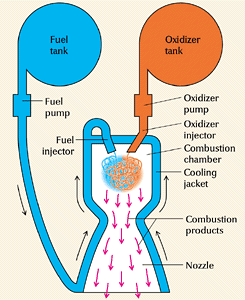 Fuel
tank
Oxidizer
tank
Fuel
pump
Oxidizer
pump
Oxidizer
injector
Fuel
injector
Combustion
chamber
Cooling
jacket
Combustion
products
Nozzle